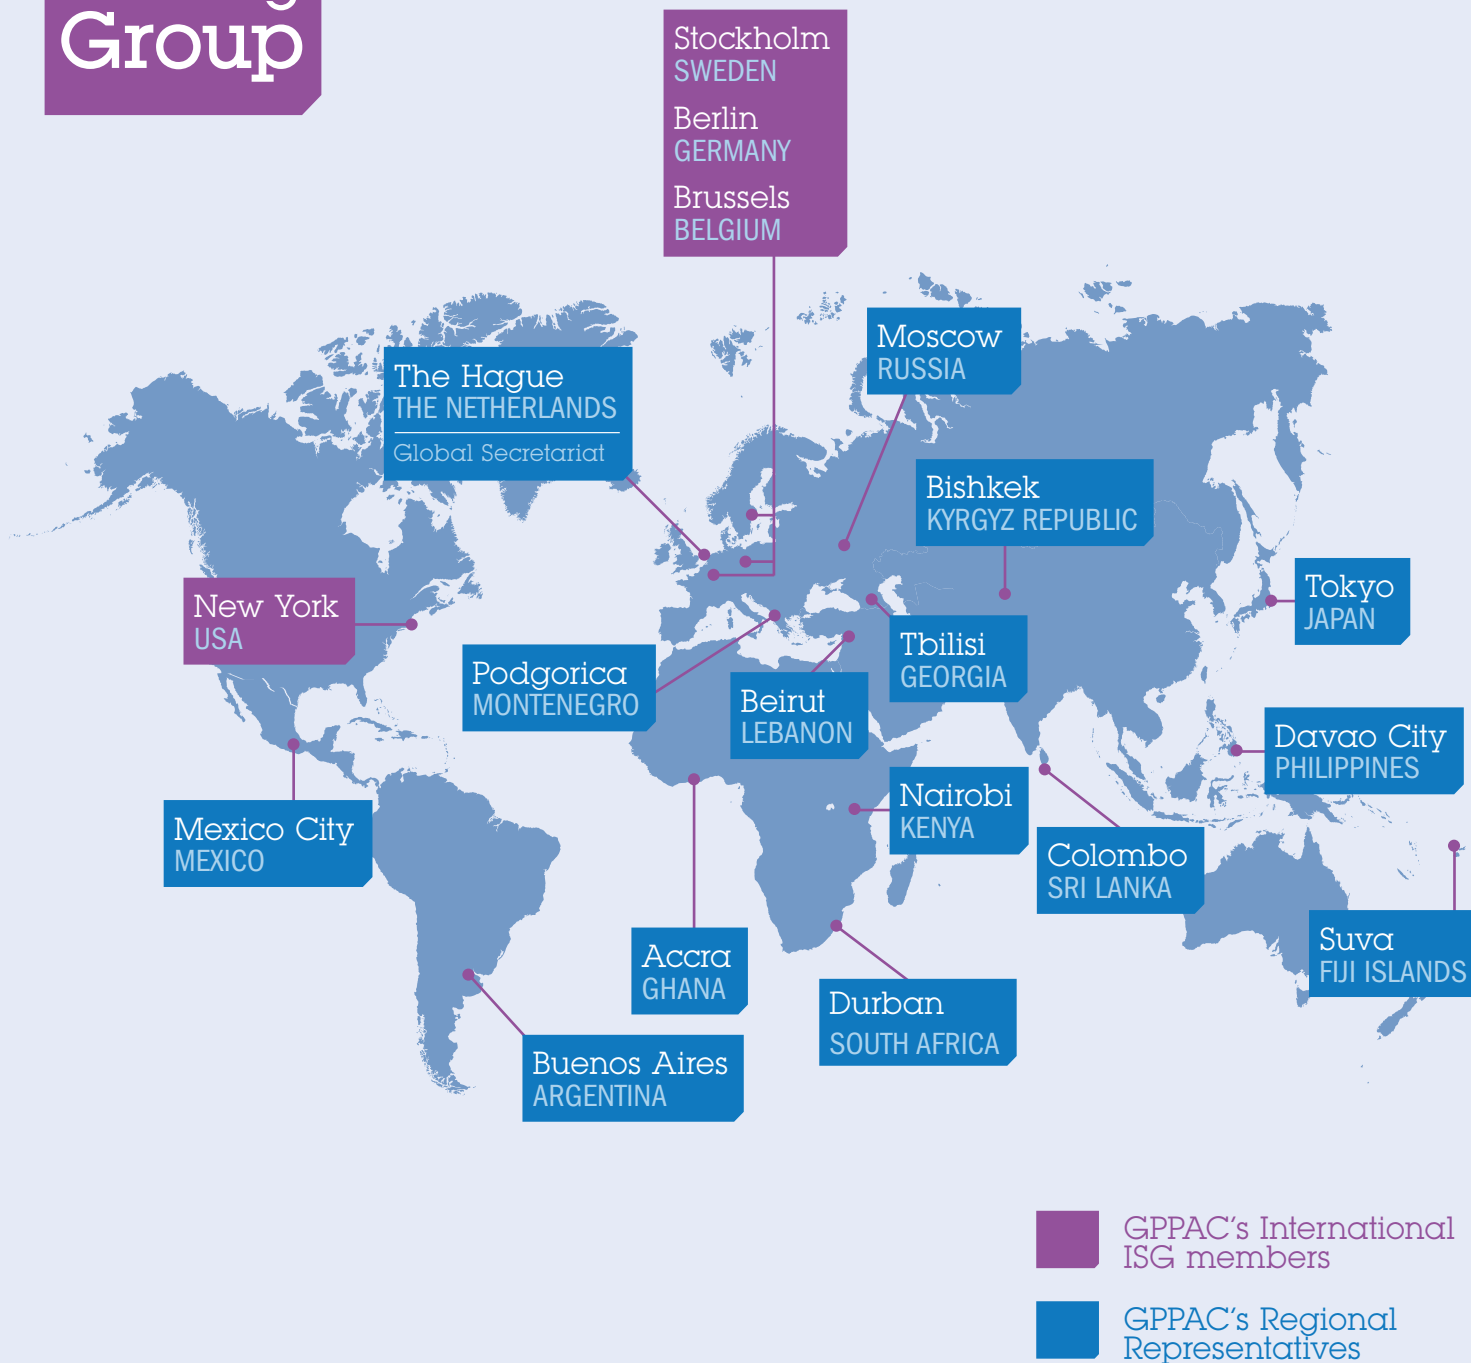 Group
Stockholm
SWEDEN
Berlin
GERMANY
Brussels
BELGIUM
Moscow
RUSSIA
The Hague
THE NETHERLANDS
Global Secretariat
Bishkek
KYRGYZ REPUBLIC
Tokyo
JAPAN
New York
USA
Tbilisi
GEORGIA
Podgorica
MONTENEGRO
Beirut
LEBANON
Davao City
PHILIPPINES
Nairobi
KENYA
Mexico City
MEXICO
Colombo
SRI LANKA
Suva
FIJI ISLANDS
Accra
GHANA
Durban
SOUTH AFRICA
Buenos Aires
ARGENTINA
GPPAC's International
ISG members
GPPAC's Regional
Representatives